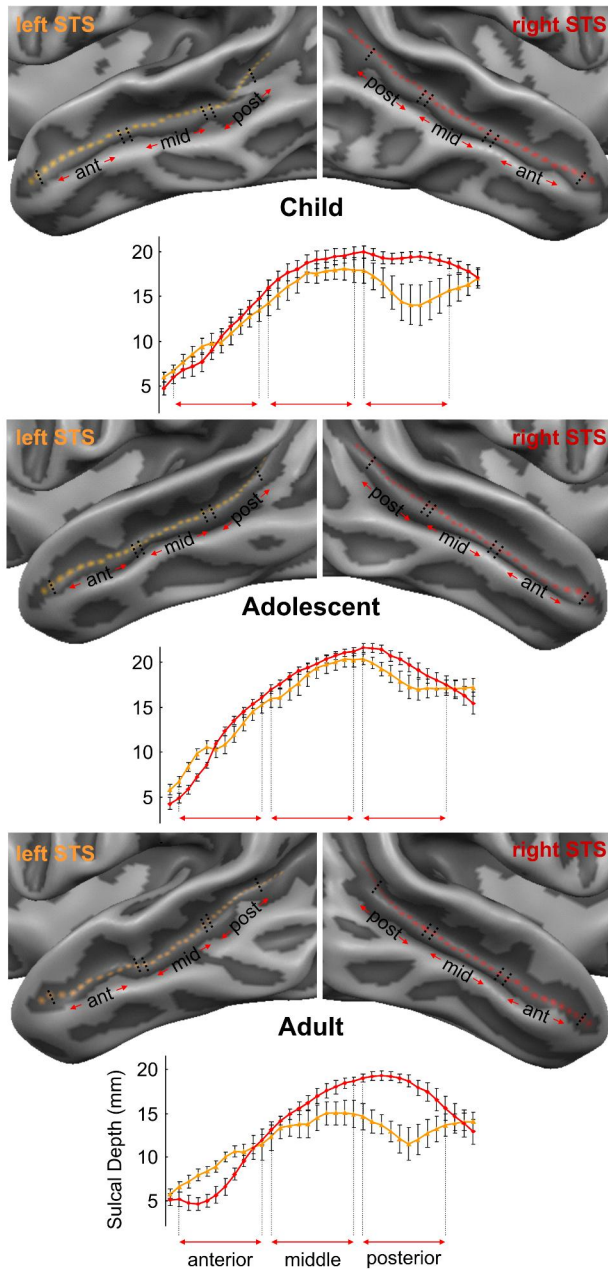 left STS
right STS
ant
mid
post
post
mid
ant
Child
20
15
10
5
left STS
right STS
ant
mid
post
post
mid
ant
Adolescent
20
15
10
5
left STS
right STS
ant
mid
post
post
mid
ant
Adult
Sulcal Depth (mm)
20
15
10
5
anterior middle posterior